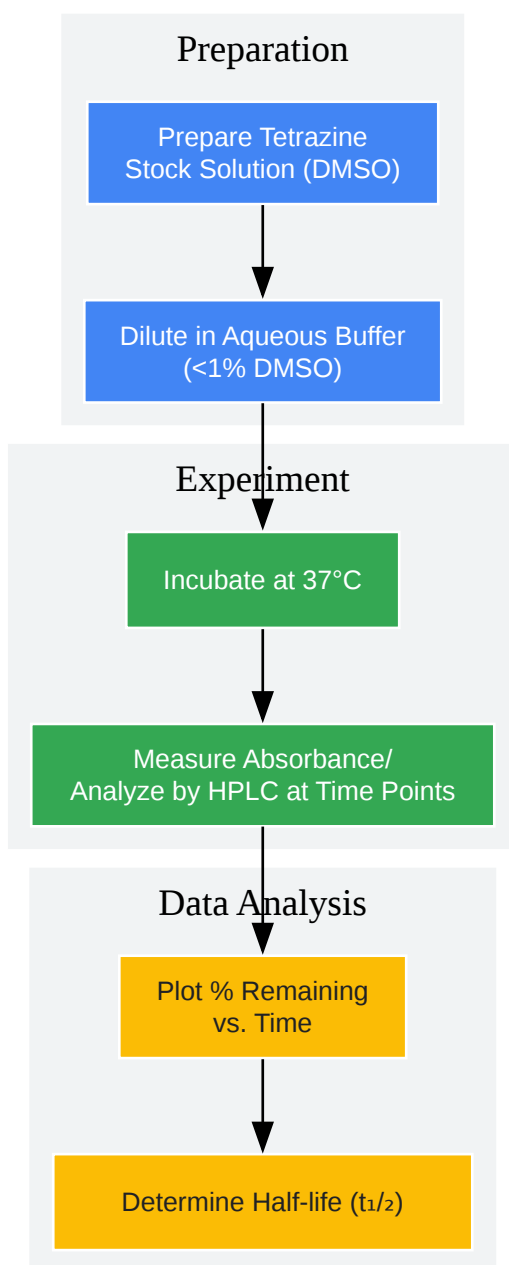 Preparation
Prepare Tetrazine
Stock Solution (DMSO)
Dilute in Aqueous Buffer
(<1% DMSO)
Experiment
Incubate at 37°C
Measure Absorbance/
Analyze by HPLC at Time Points
Data Analysis
Plot % Remaining
vs. Time
Determine Half-life (t₁/₂)